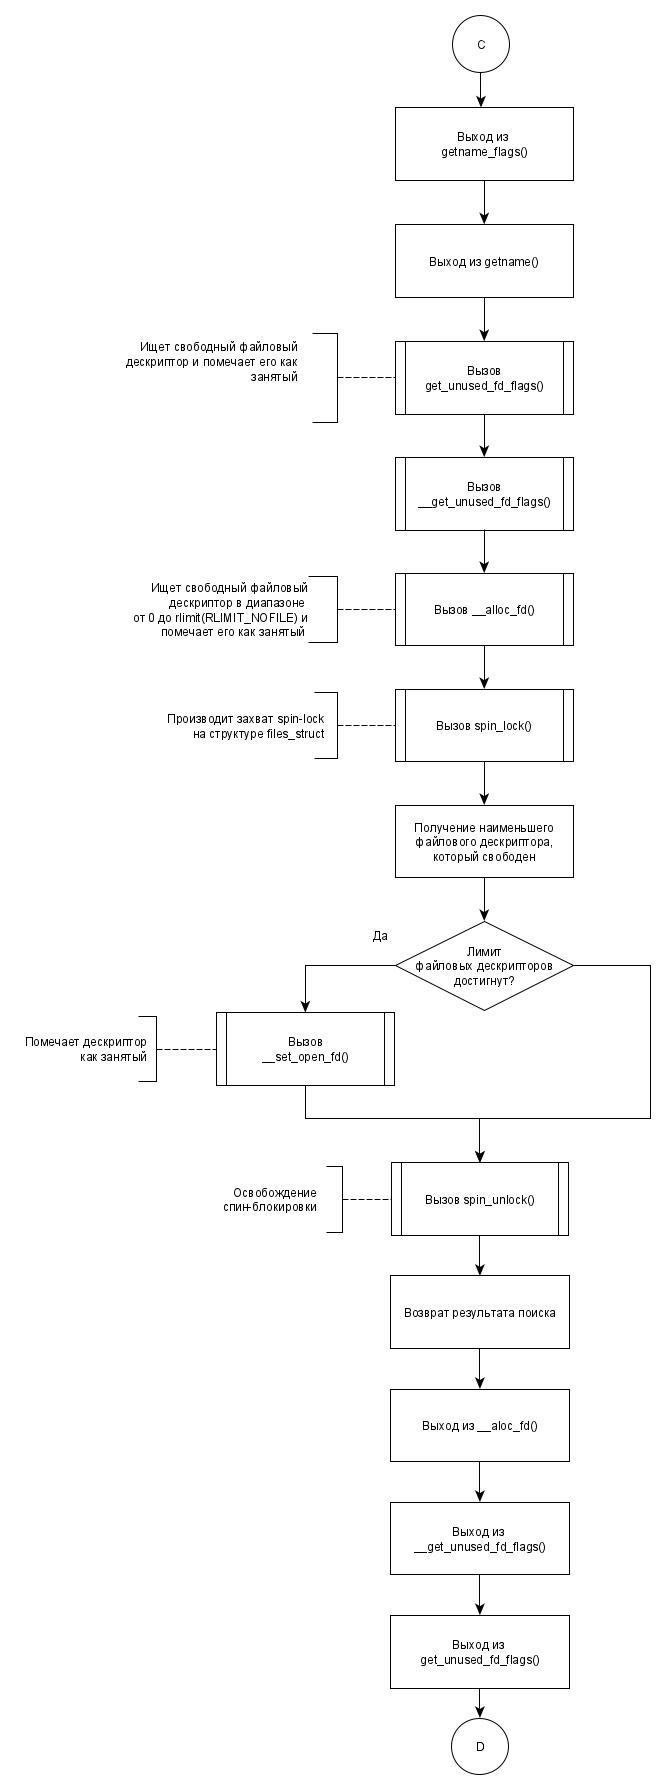 C
Выход из
getname_flags()
Выход из getname()
Ищет свободный файловый
дескриптор и помечает его как
занятый
Вызов
get_unused_fd_flags()
Вызов
__get_unused_fd_flags()
Ищет свободный файловый
дескриптор в диапазоне
от 0 до rlimit(RLIMIT_NOFILE) и
помечает его как занятый
Вызов __alloc_fd()
Производит захват spin-lock
на структуре files_struct
Вызов spin_lock()
Получение наименьшего
файлового дескриптора,
который свободен
Да
Лимит
файловых дескрипторов
достигнут?
Помечает дескриптор
как занятый
Вызов
__set_open_fd()
Освобождение
спин-блокировки
Вызов spin_unlock()
Возврат результата поиска
Выход из __aloc_fd()
Выход из
__get_unused_fd_flags()
Выход из
get_unused_fd_flags()
D